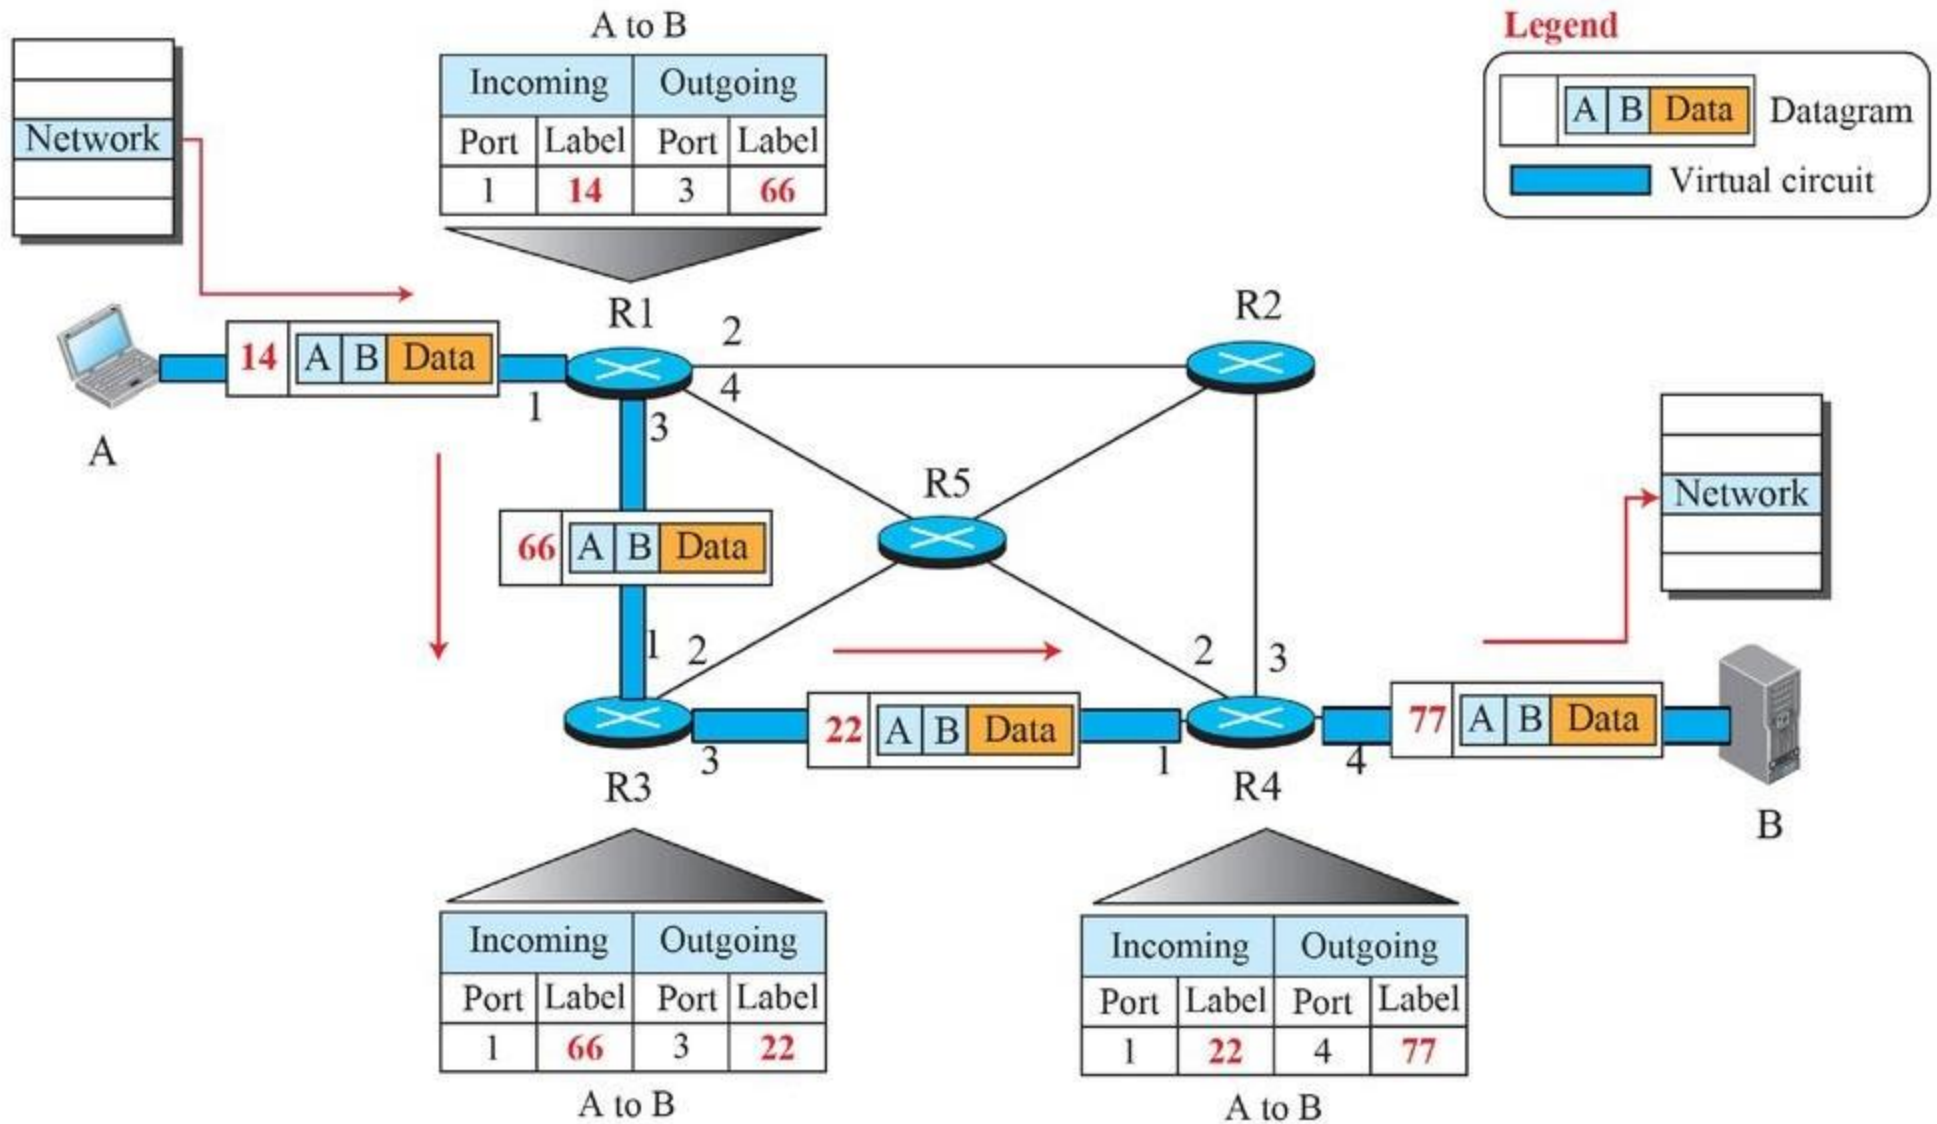 A to B
Incoming Outgoing
Port Label Port Label
1 14 3 66
Legend
A B Data Datagram
Virtual circuit
Network
R1
R2
2
14 A B Data
4
1
3
A
R5
Network
66 A B Data
1 2
2 3
22 A B Data
77 A B Data
3
1
4
R3
R4
B
Incoming Outgoing
Port Label Port Label
1 66 3 22
A to B
Incoming Outgoing
Port Label Port Label
1 22 4 77
A to B